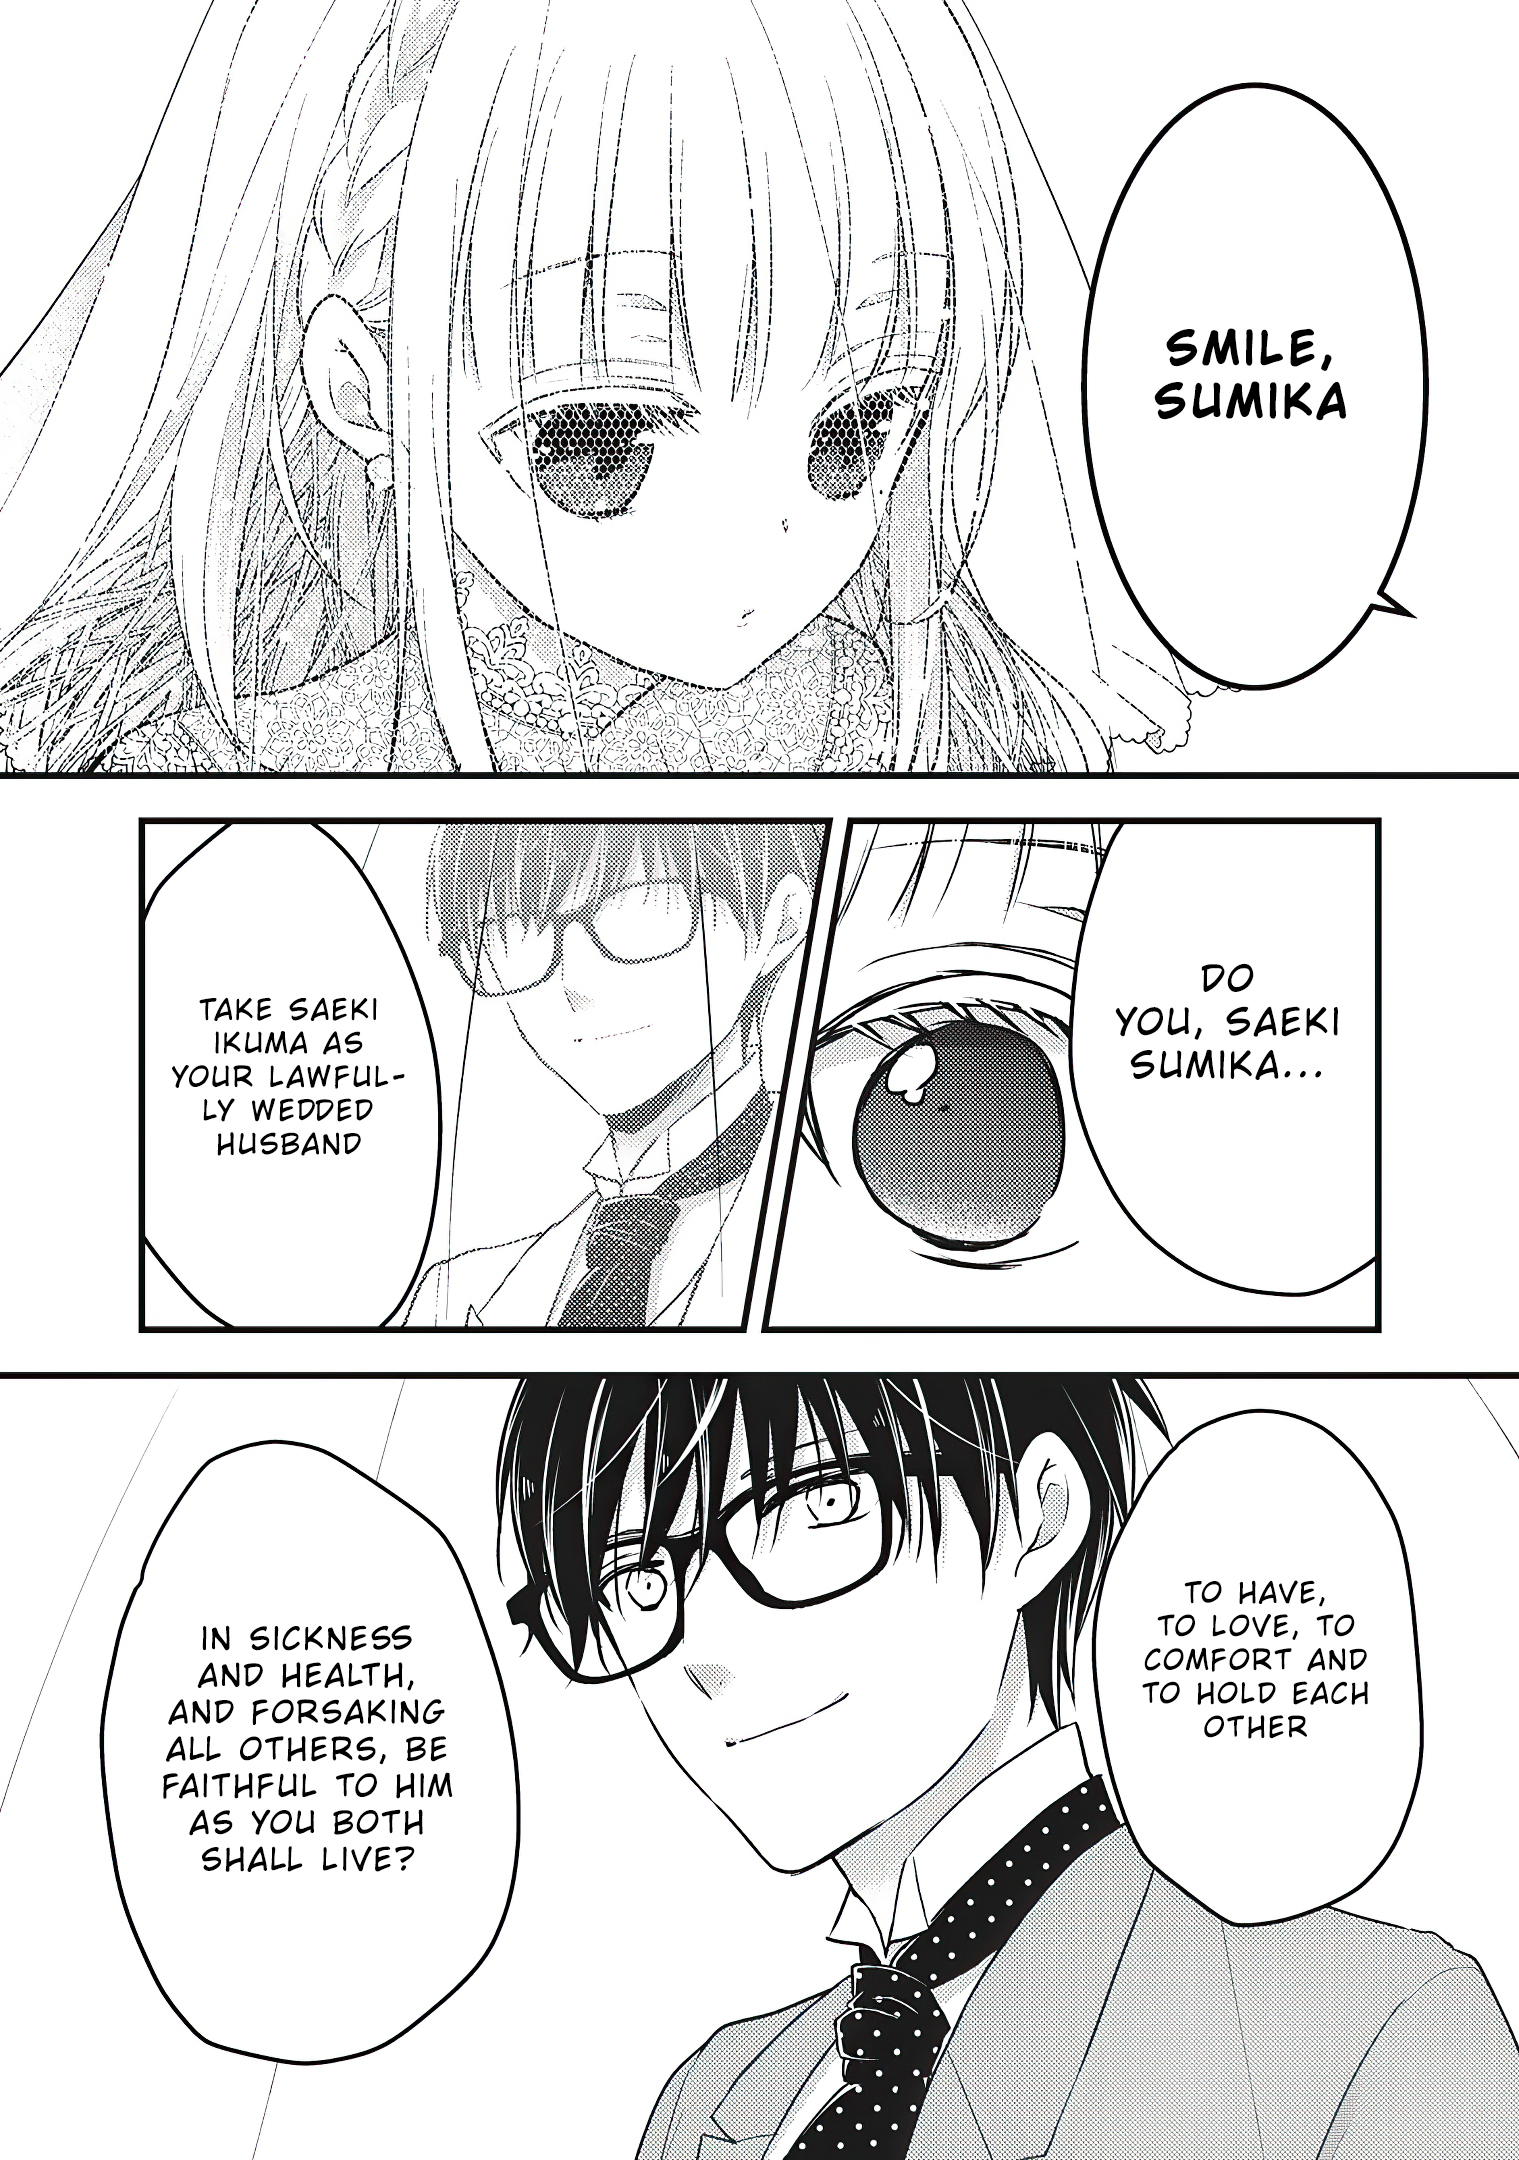 SMILE,
SUMIKA
DO
YOU, SAEKI
SUMIKA...
TAKE SAEKI
IKUMA AS
YOUR LAWFUL-
LY WEDDED
HUSBAND
TO HAVE,
TO LOVE, TO
COMFORT AND
TO HOLD EACH
OTHER
IN SICKNESS
AND HEALTH,
AND FORSAKING
ALL OTHERS, BE
FAITHFUL TO HIM
AS YOU BOTH
SHALL LIVE?